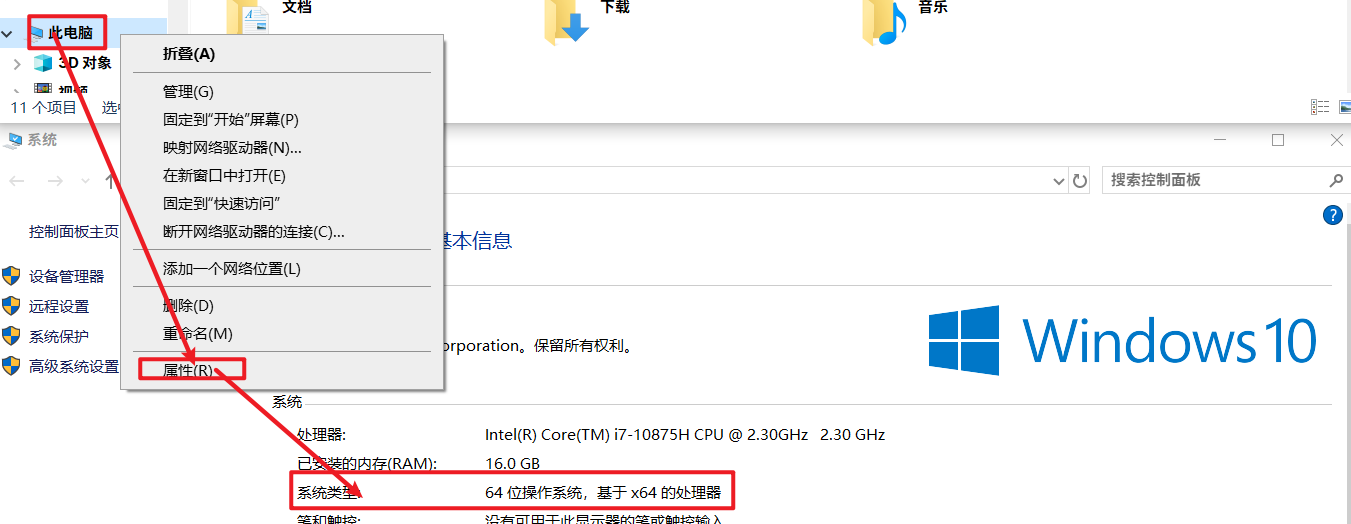 文档
下载
音乐
此电脑
3D 对象
视频
11 个项目
选中
折叠(A)
管理(G)
固定到“开始”屏幕(P)
映射网络驱动器(N)...
在新窗口中打开(E)
固定到“快速访问”
断开网络驱动器的连接(C)...
添加一个网络位置(L)
删除(D)
重命名(M)
属性(R)
系统
搜索控制面板
控制面板主页
设备管理器
远程设置
系统保护
高级系统设置
基本信息
orporation。保留所有权利。
Windows 10
系统
处理器: Intel(R) Core(TM) i7-10875H CPU @ 2.30GHz 2.30 GHz
已安装的内存(RAM): 16.0 GB
系统类型: 64 位操作系统，基于 x64 的处理器
笔和触控: 没有可用于此显示器的笔或触控输入